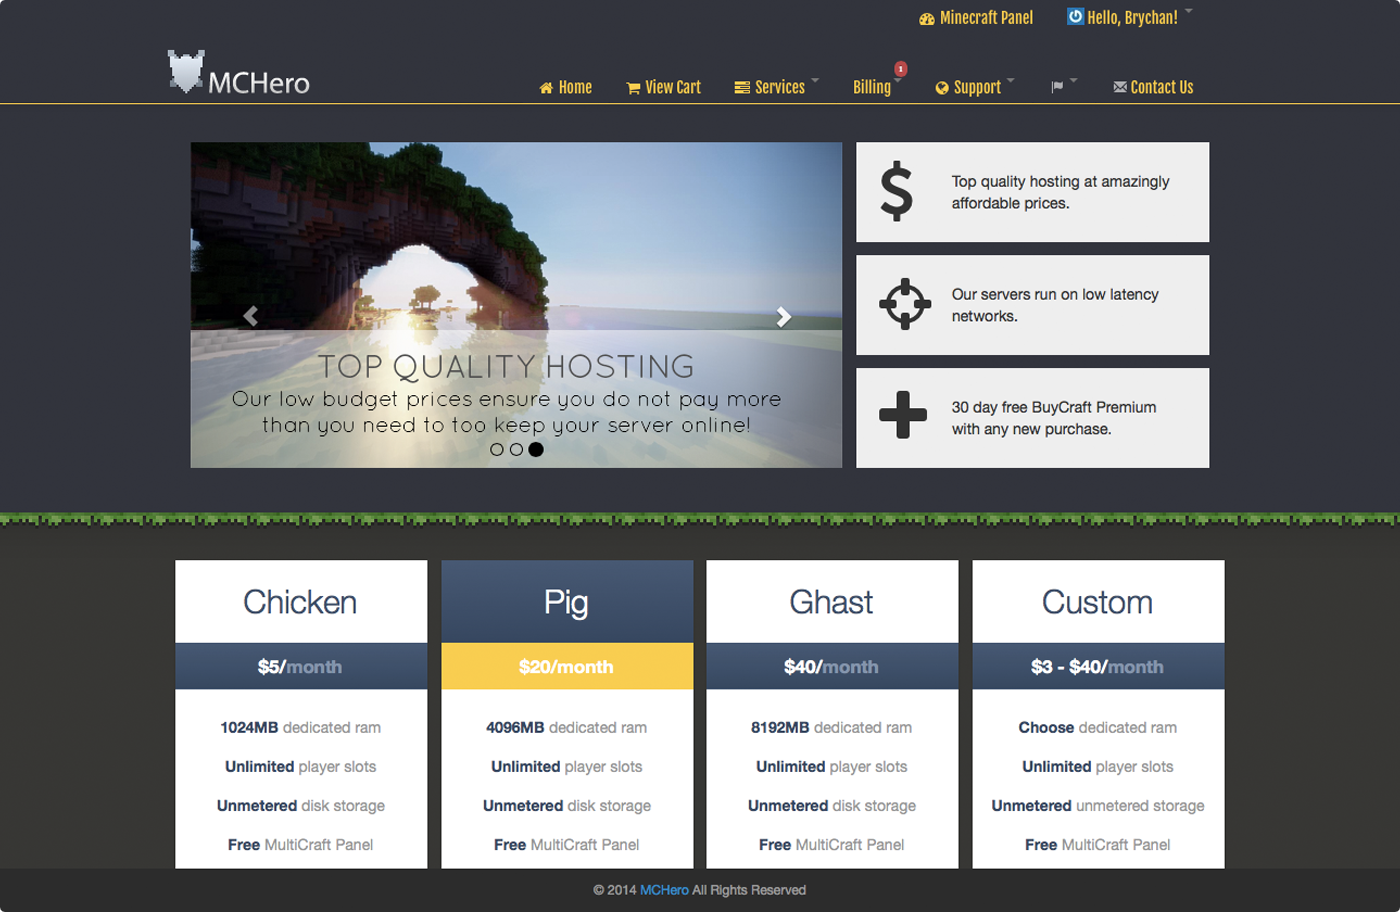 Minecraft Panel
Hello, Brychan!
MCHero
Home
View Cart
Services
Billing
1
Support
Contact Us
TOP QUALITY HOSTING
Our low budget prices ensure you do not pay more
than you need to too keep your server online!
$
Top quality hosting at amazingly
affordable prices.
Our servers run on low latency
networks.
30 day free BuyCraft Premium
with any new purchase.
Chicken
$5/month
1024MB dedicated ram
Unlimited player slots
Unmetered disk storage
Free MultiCraft Panel
Pig
$20/month
4096MB dedicated ram
Unlimited player slots
Unmetered disk storage
Free MultiCraft Panel
Ghast
$40/month
8192MB dedicated ram
Unlimited player slots
Unmetered disk storage
Free MultiCraft Panel
Custom
$3 - $40/month
Choose dedicated ram
Unlimited player slots
Unmetered unmetered storage
Free MultiCraft Panel
© 2014 MCHero All Rights Reserved